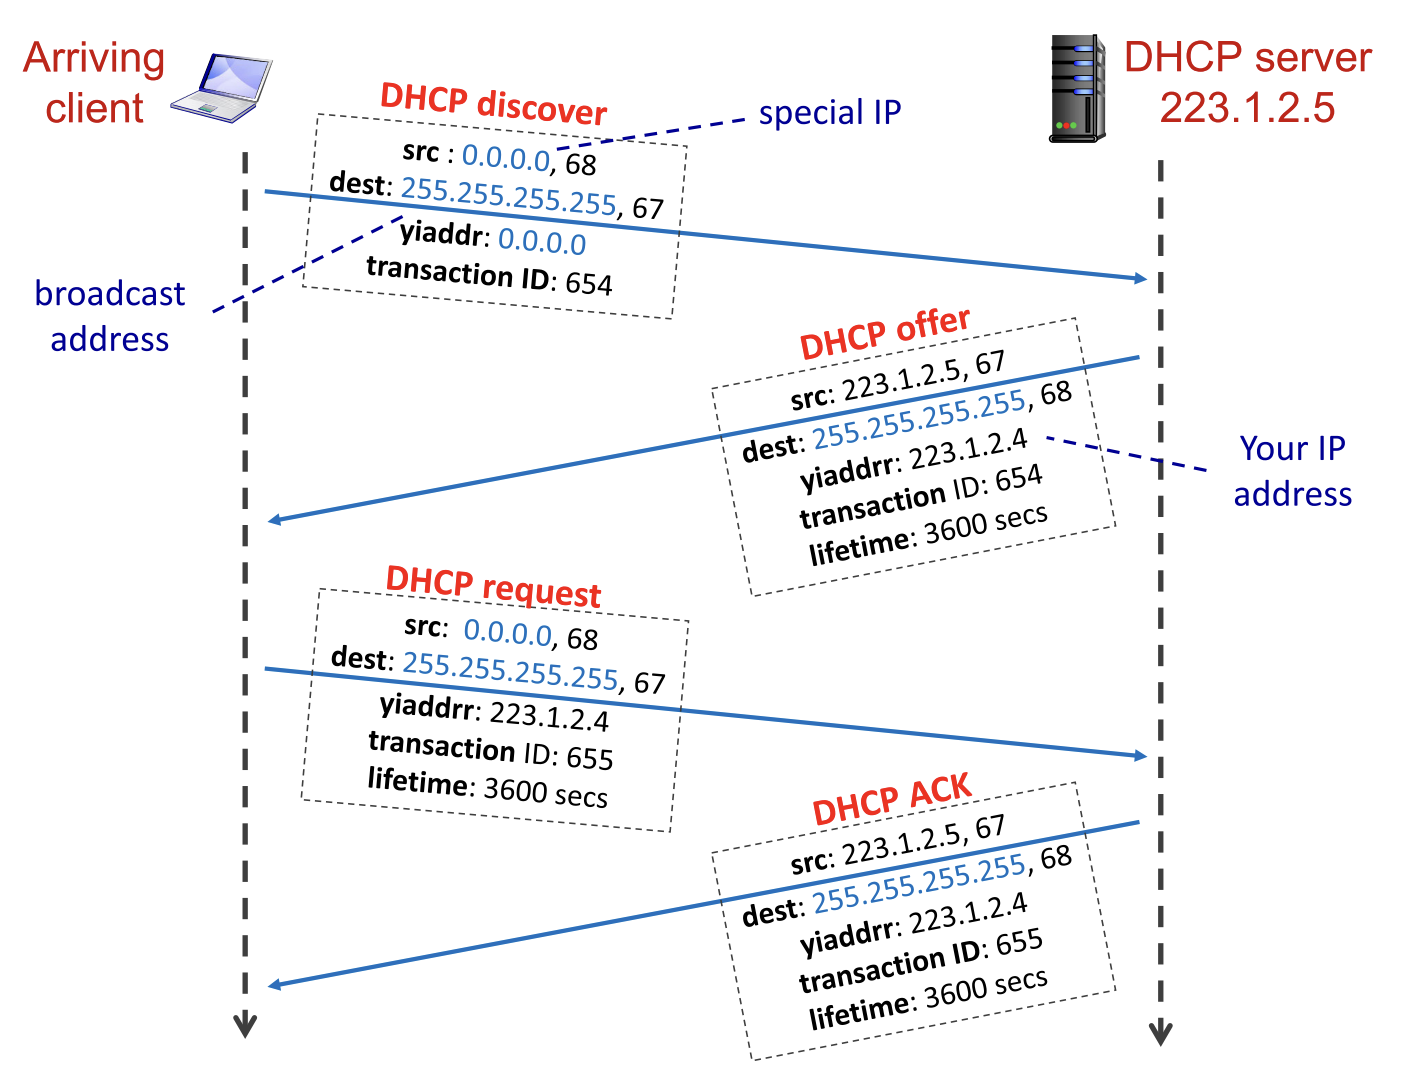 Arriving
client
DHCP server
223.1.2.5
DHCP discover
special IP
src : 0.0.0.0, 68
dest: 255.255.255.255, 67
yiaddr: 0.0.0.0
transaction ID: 654
broadcast
address
DHCP offer
src: 223.1.2.5, 67
dest: 255.255.255.255, 68
yiaddrr: 223.1.2.4
transaction ID: 654
lifetime: 3600 secs
Your IP
address
DHCP request
src: 0.0.0.0, 68
dest: 255.255.255.255, 67
yiaddrr: 223.1.2.4
transaction ID: 655
lifetime: 3600 secs
DHCP ACK
src: 223.1.2.5, 67
dest: 255.255.255.255, 68
yiaddrr: 223.1.2.4
transaction ID: 655
lifetime: 3600 secs